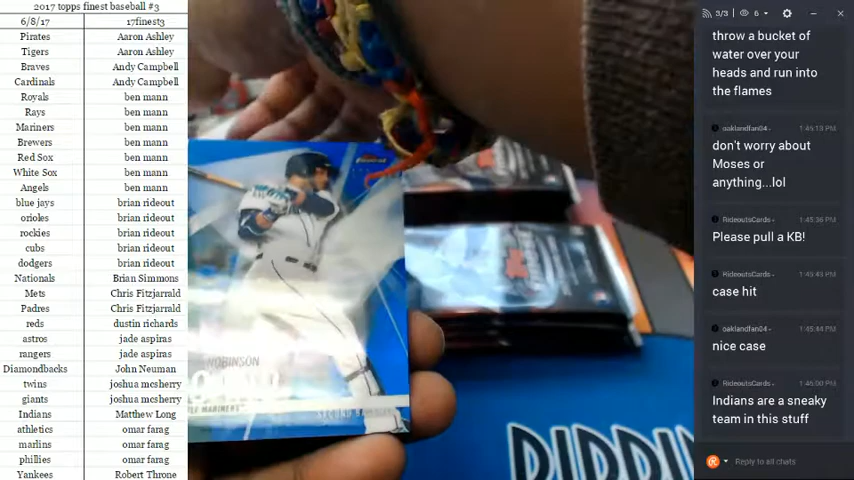 2017 topps finest baseball #3
6/8/17 17finest3
Pirates Aaron Ashley
Tigers Aaron Ashley
Braves Andy Campbell
Cardinals Andy Campbell
Royals ben mann
Rays ben mann
Mariners ben mann
Brewers ben mann
Red Sox ben mann
White Sox ben mann
Angels ben mann
blue jays brian rideout
orioles brian rideout
rockies brian rideout
cubs brian rideout
dodgers brian rideout
Nationals Brian Simmons
Mets Chris Fitzjarrald
Padres Chris Fitzjarrald
reds dustin richards
astros jade aspiras
rangers jade aspiras
Diamondbacks John Neuman
twins joshua mcsherry
giants joshua mcsherry
Indians Matthew Long
athletics omar farag
marlins omar farag
phillies omar farag
Yankees Robert Throne
ROBINSON
MARINERS
SECOND
RIPPIN
3/3 6
throw a bucket of
water over your
heads and run into
the flames
oaklandfan04 1:45:13 PM
don't worry about
Moses or
anything...lol
RideoutsCards 1:45:36 PM
Please pull a KB!
RideoutsCards 1:45:43 PM
case hit
oaklandfan04 1:45:44 PM
nice case
RideoutsCards 1:46:00 PM
Indians are a sneaky
team in this stuff
Reply to all chats